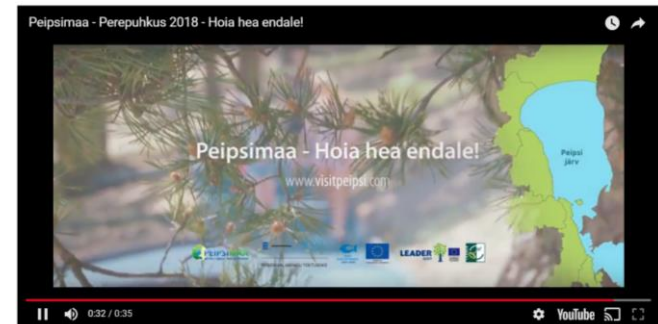 Peipsimaa - Perepuhkus 2018 - Hoia hea endale!
Peipsimaa - Hoia hea endale!
www.visitpeipsi.com
Peipsi
järv
PEIPSIMAA
LEADER
0:32 / 0:35
YouTube